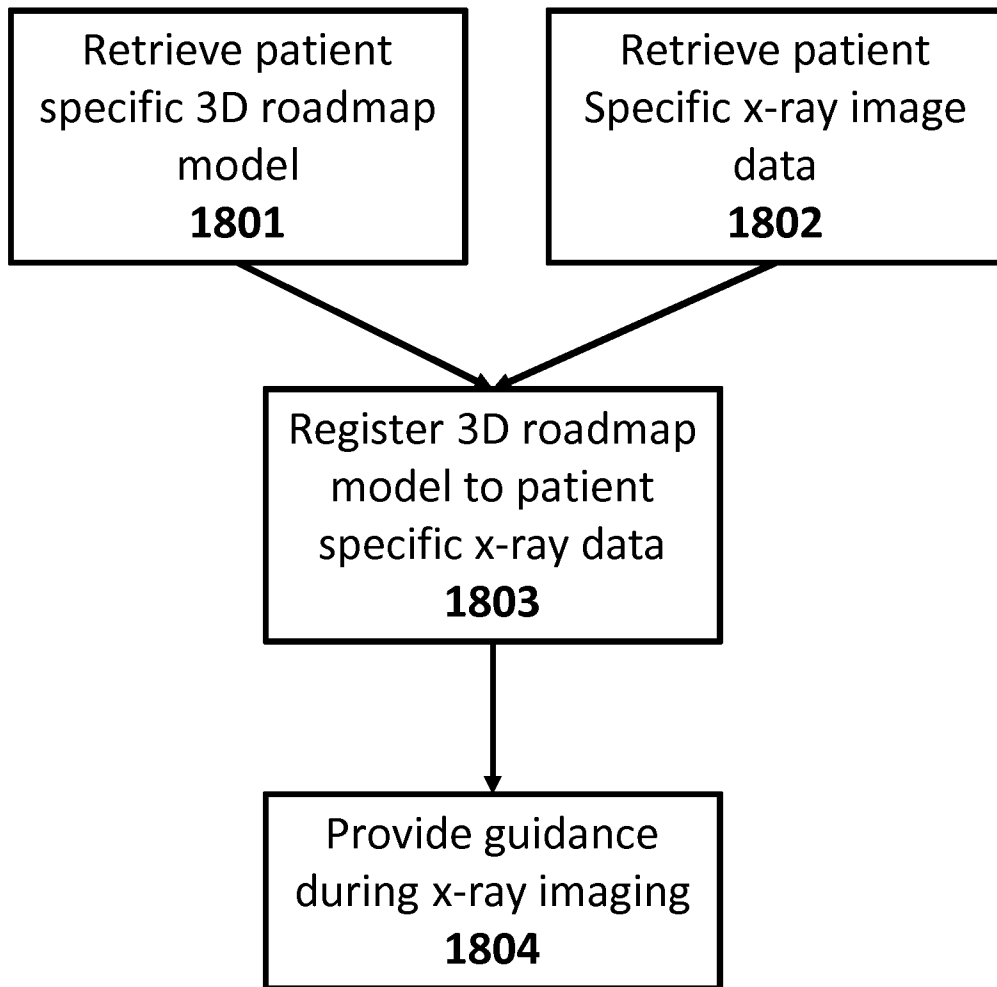 Retrieve patient
specific 3D roadmap
model
1801
Retrieve patient
Specific x-ray image
data
1802
Register 3D roadmap
model to patient
specific x-ray data
1803
Provide guidance
during x-ray imaging
1804